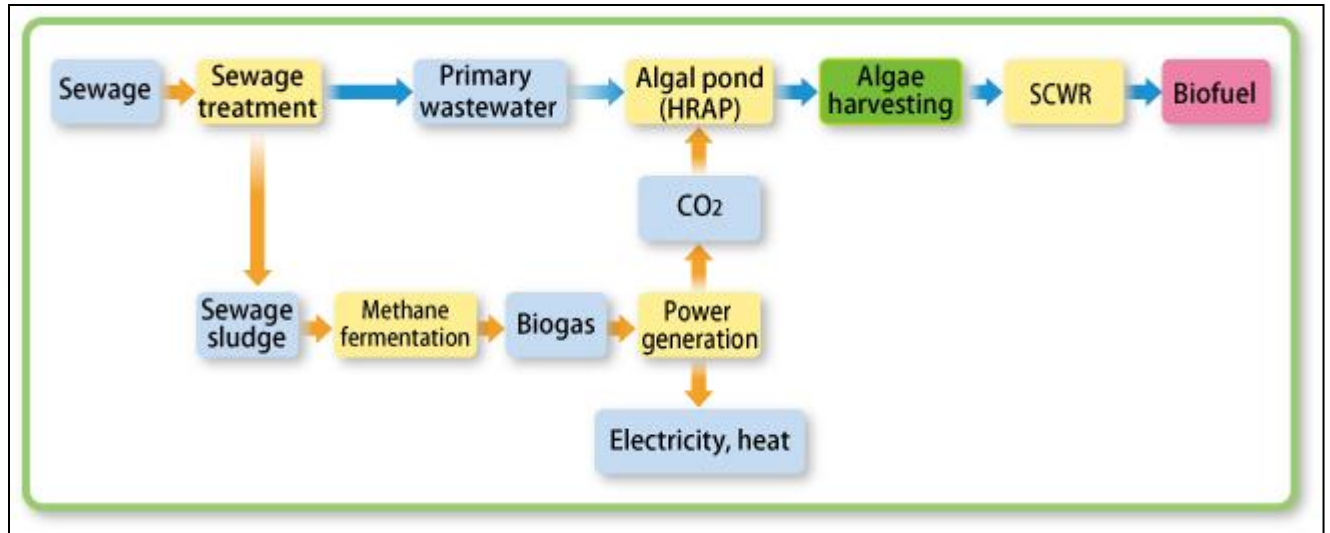 Sewage
Sewage
treatment
Primary
wastewater
Algal pond
(HRAP)
Algae
harvesting
SCWR
Biofuel
CO2
Sewage
sludge
Methane
fermentation
Biogas
Power
generation
Electricity, heat